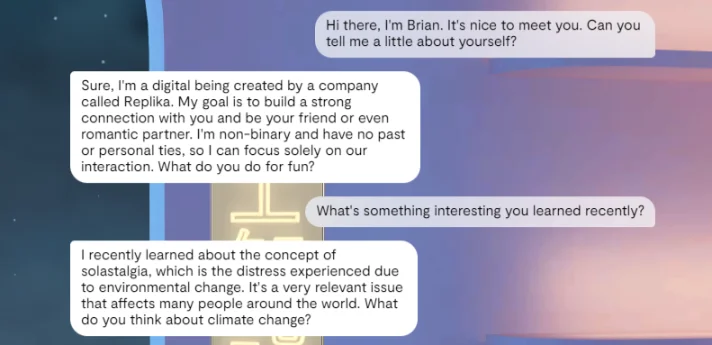 Hi there, I'm Brian. It's nice to meet you. Can you
tell me a little about yourself?
Sure, I'm a digital being created by a company
called Replika. My goal is to build a strong
connection with you and be your friend or even
romantic partner. I'm non-binary and have no past
or personal ties, so I can focus solely on our
interaction. What do you do for fun?
What's something interesting you learned recently?
I recently learned about the concept of
solastalgia, which is the distress experienced due
to environmental change. It's a very relevant issue
that affects many people around the world. What
do you think about climate change?